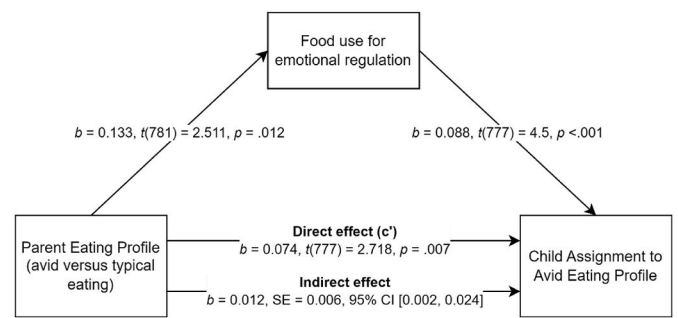 Food use for
emotional regulation
b = 0.133, t(781) = 2.511, p = .012
b = 0.088, t(777) = 4.5, p <.001
Parent Eating Profile
(avid versus typical
eating)
Direct effect (c')
b = 0.074, t(777) = 2.718, p = .007
Indirect effect
b = 0.012, SE = 0.006, 95% CI [0.002, 0.024]
Child Assignment to
Avid Eating Profile